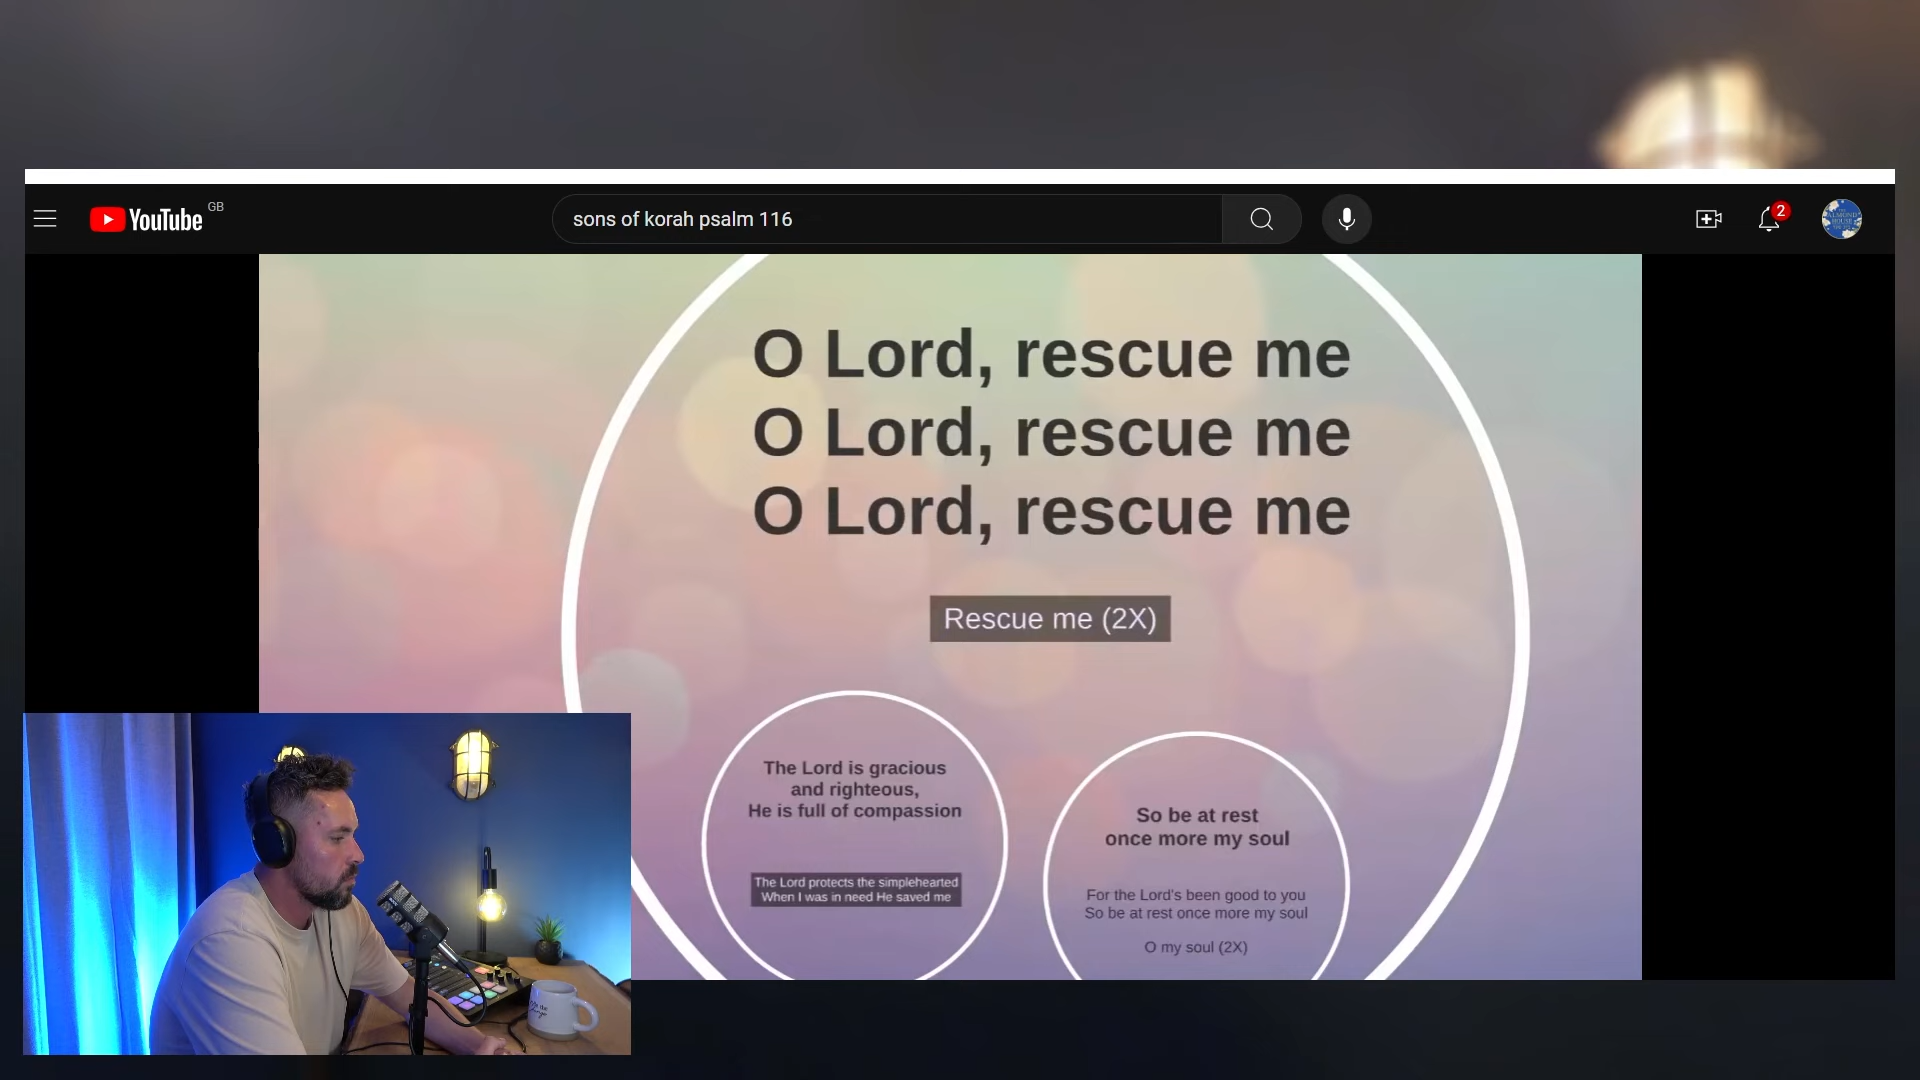 YouTube
GB
sons of korah psalm 116
2
ALMOND
HOUSE
O Lord, rescue me
O Lord, rescue me
O Lord, rescue me
Rescue me (2X)
The Lord is gracious
and righteous,
He is full of compassion
The Lord protects the simplehearted
When I was in need He saved me
So be at rest
once more my soul
For the Lord's been good to you
So be at rest once more my soul
O my soul (2X)